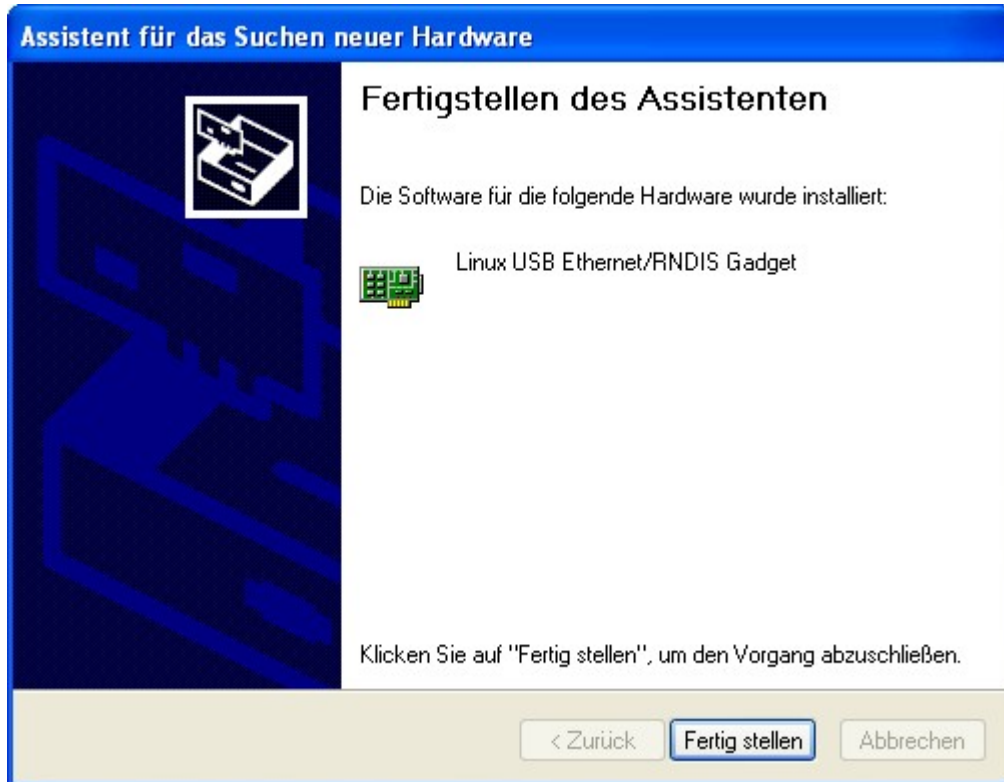 Assistent für das Suchen neuer Hardware
Fertigstellen des Assistenten
Die Software für die folgende Hardware wurde installiert:
Linux USB Ethernet/RNDIS Gadget
Klicken Sie auf "Fertig stellen", um den Vorgang abzuschließen.
< Zurück
Fertig stellen
Abbrechen